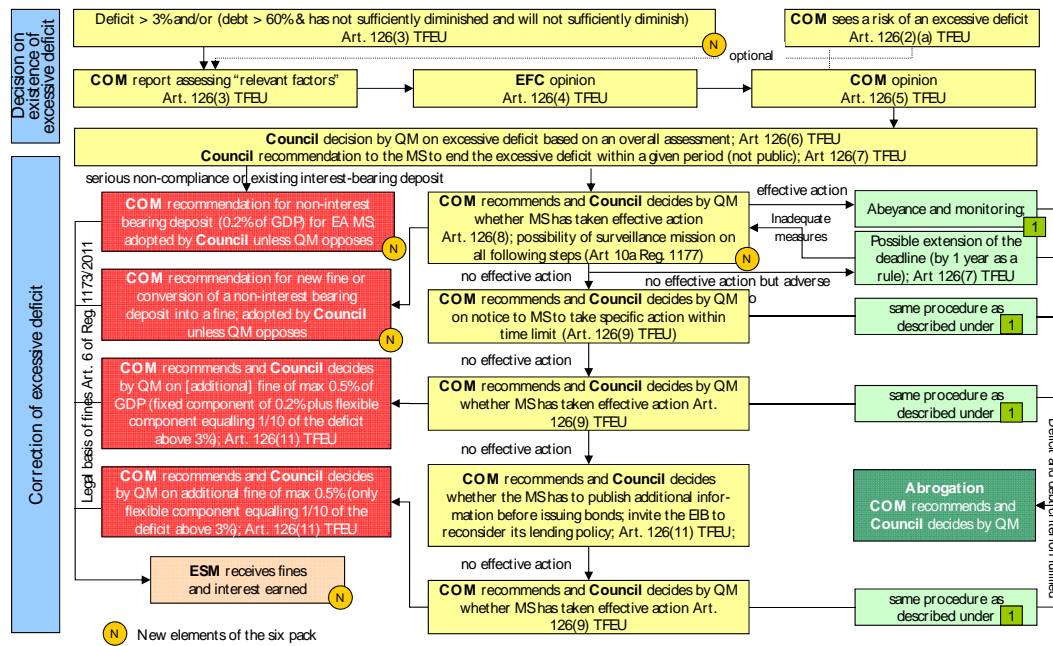 Decision on
existence of
excessive deficit
Deficit > 3% and/or (debt > 60% & has not sufficiently diminished and will not sufficiently diminish)
Art. 126(3) TFEU
N
COM sees a risk of an excessive deficit
Art. 126(2)(a) TFEU
optional
COM report assessing “relevant factors”
Art. 126(3) TFEU
EFC opinion
Art. 126(4) TFEU
COM opinion
Art. 126(5) TFEU
Council decision by QM on excessive deficit based on an overall assessment; Art 126(6) TFEU
Council recommendation to the MS to end the excessive deficit within a given period (not public); Art 126(7) TFEU
Correction of excessive deficit
serious non-compliance or existing interest-bearing deposit
Legal basis of fines Art. 6 of Reg. 1173/2011
COM recommendation for non-interest
bearing deposit (0.2% of GDP) for EA MS,
adopted by Council unless QM opposes
N
COM recommends and Council decides by QM
whether MS has taken effective action
Art. 126(8); possibility of surveillance mission on
all following steps (Art 10a Reg. 1177)
N
effective action
Inadequate
measures
Abeyance and monitoring;
1
Possible extension of the
deadline (by 1 year as a
rule); Art 126(7) TFEU
no effective action
no effective action but adverse
COM recommendation for new fine or
conversion of a non-interest bearing
deposit into a fine; adopted by Council
unless QM opposes
N
COM recommends and Council decides by QM
on notice to MS to take specific action within
time limit (Art. 126(9) TFEU)
same procedure as
described under 1
no effective action
COM recommends and Council decides
by QM on [additional] fine of max 0.5% of
GDP (fixed component of 0.2% plus flexible
component equalling 1/10 of the deficit
above 3%); Art. 126(11) TFEU
COM recommends and Council decides by QM
whether MS has taken effective action Art.
126(9) TFEU
same procedure as
described under 1
no effective action
COM recommends and Council decides
by QM on additional fine of max 0.5% (only
flexible component equalling 1/10 of the
deficit above 3%); Art. 126(11) TFEU
COM recommends and Council decides
whether the MS has to publish additional infor-
mation before issuing bonds; invite the EIB to
reconsider its lending policy; Art. 126(11) TFEU;
Abrogation
COM recommends and
Council decides by QM
no effective action
ESM receives fines
and interest earned
N
COM recommends and Council decides by QM
whether MS has taken effective action Art.
126(9) TFEU
same procedure as
described under 1
N New elements of the six pack